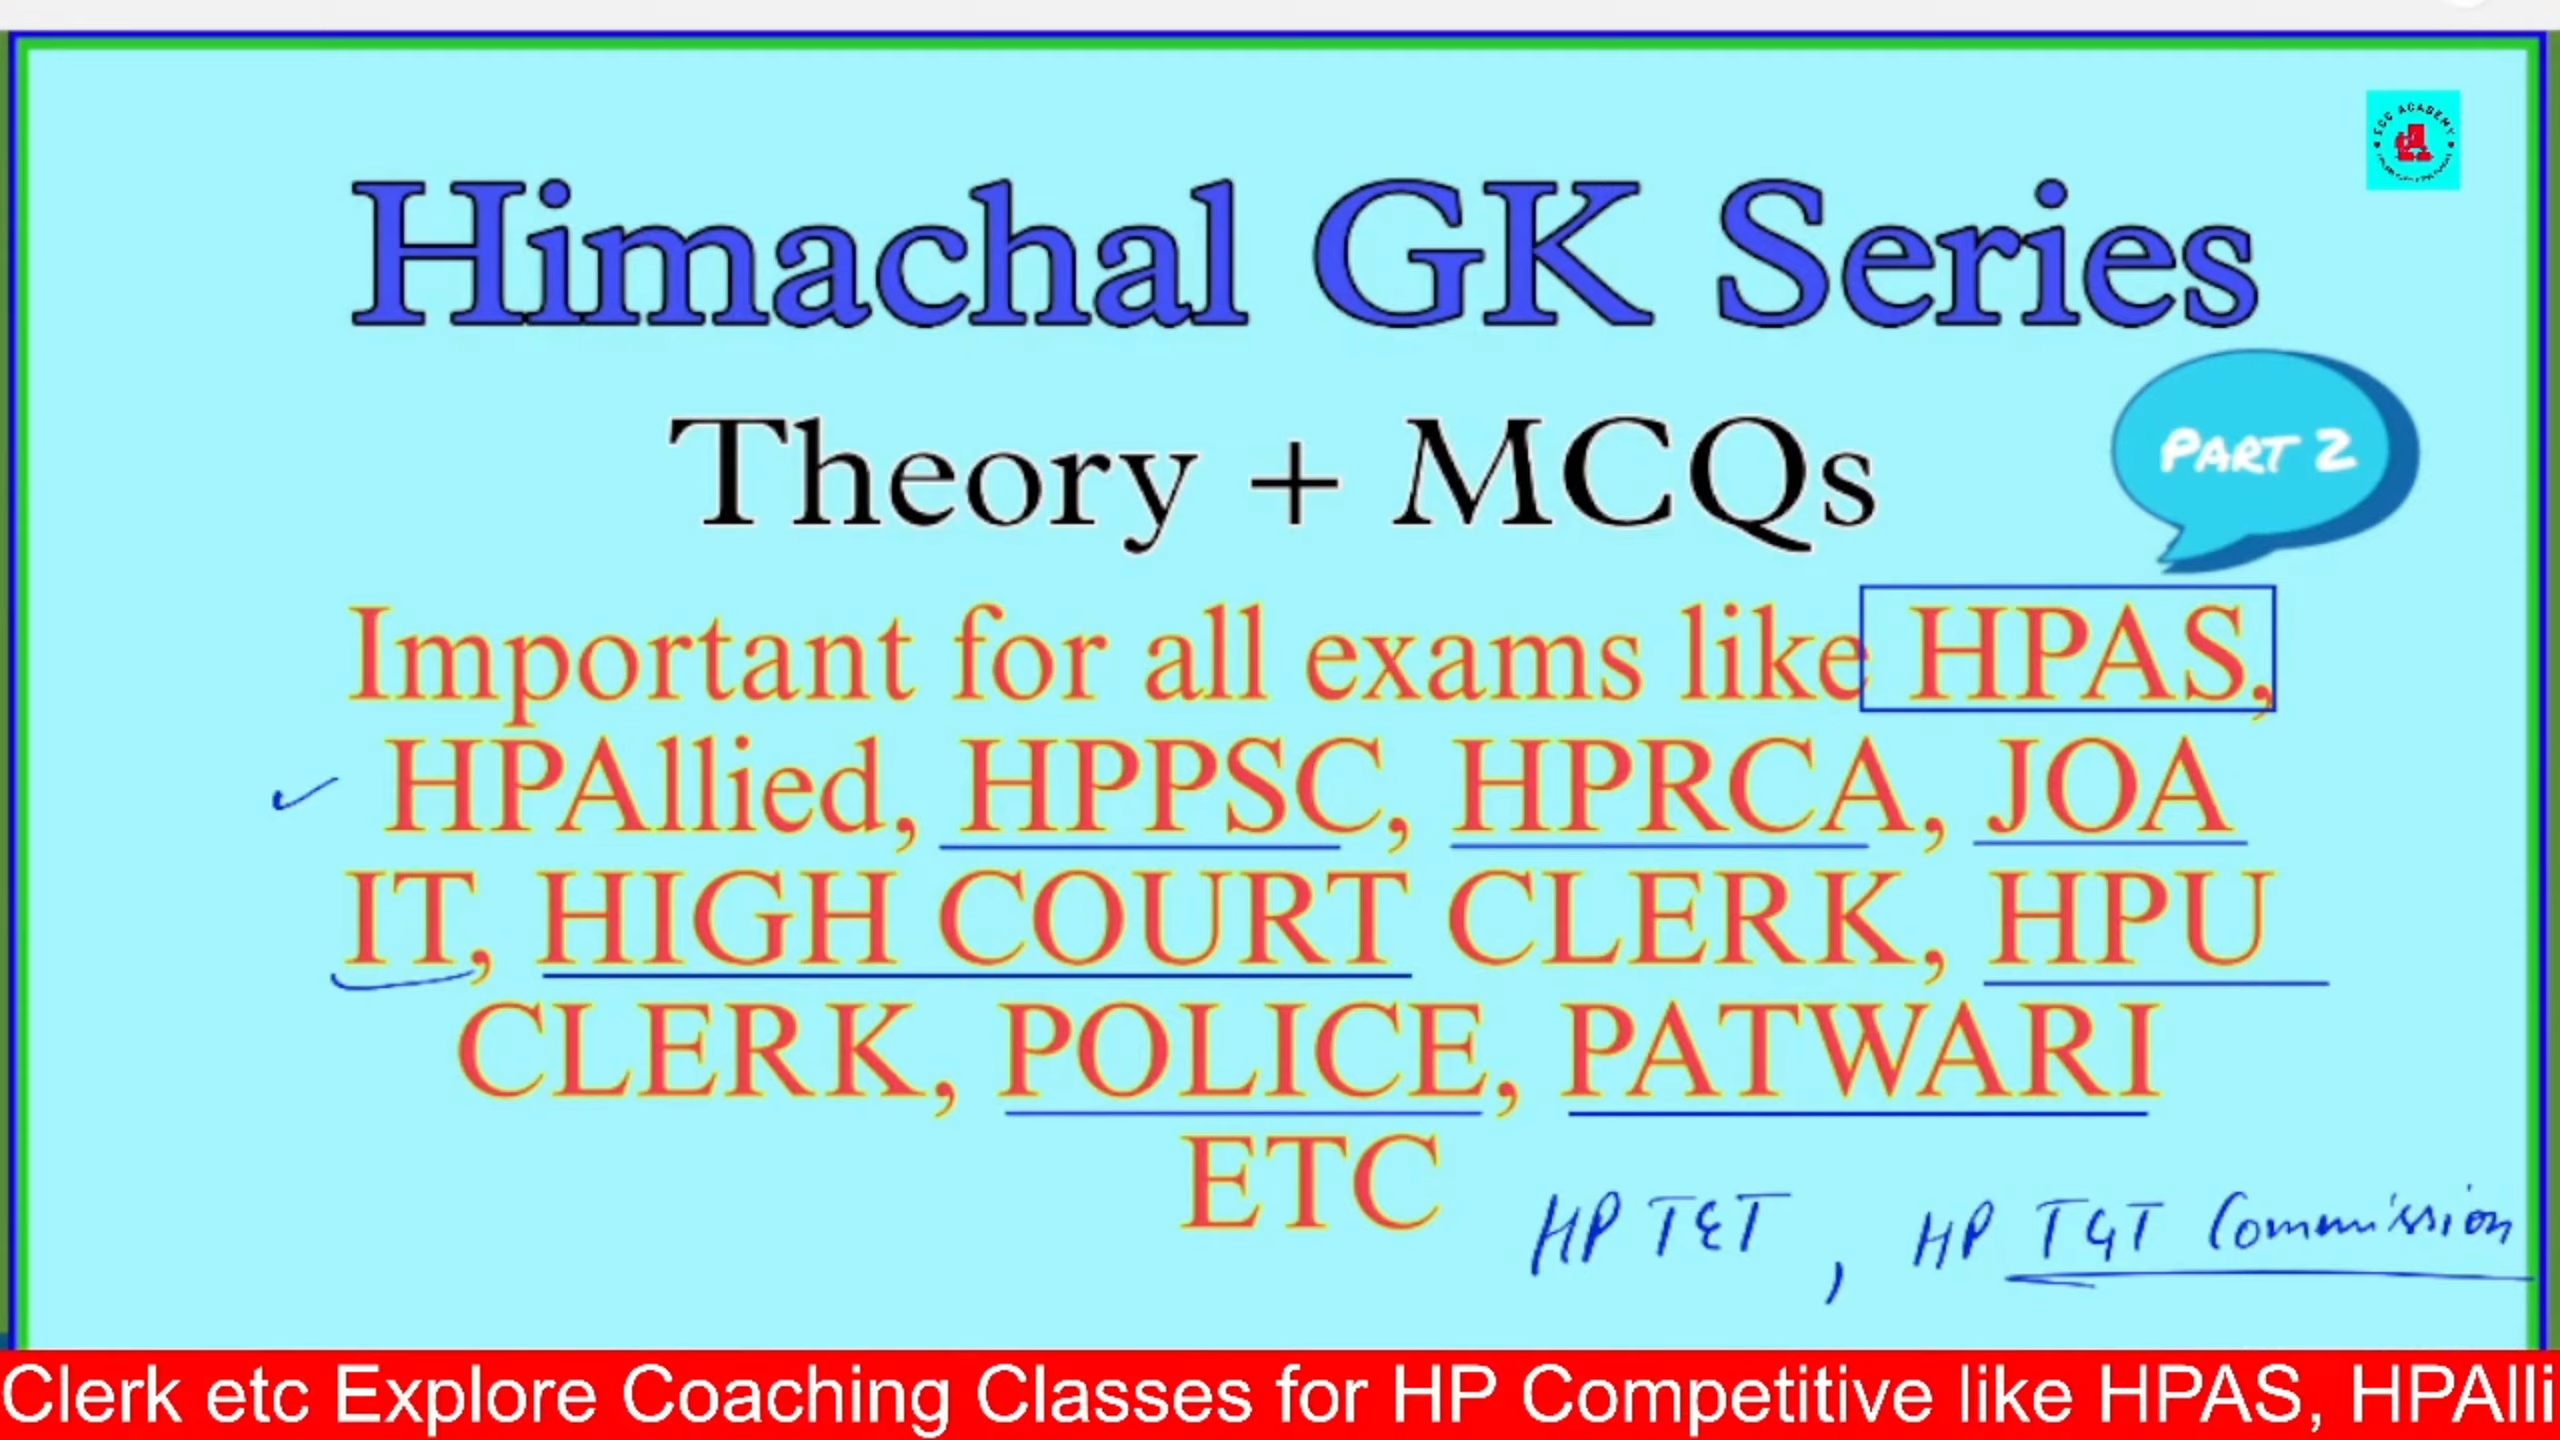 ECC ACADEMY
Himachal GK Series
Theory + MCQs
PART 2
Important for all exams like HPAS,
HPAllied, HPPSC, HPRCA, JOA
IT, HIGH COURT CLERK, HPU
CLERK, POLICE, PATWARI
ETC
HP TET , HP TGT Commission
Clerk etc Explore Coaching Classes for HP Competitive like HPAS, HPAlli